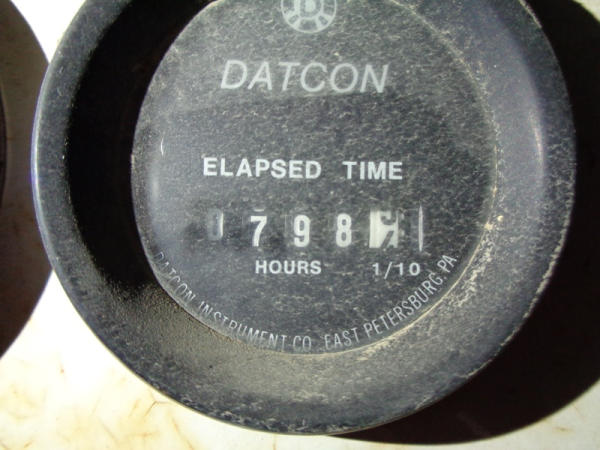 DATCON
ELAPSED TIME
0798
HOURS 1/10
DATCON INSTRUMENT CO. EAST PETERSBURG PA